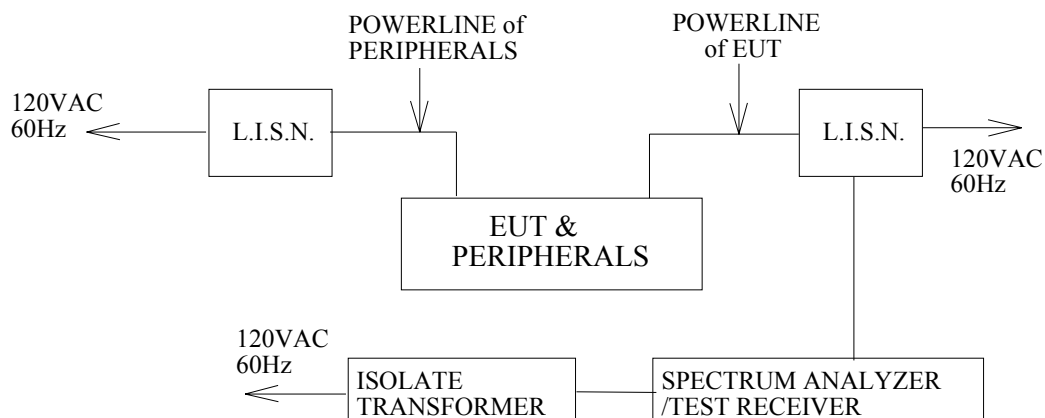 POWERLINE of
PERIPHERALS
POWERLINE
of EUT
120VAC
60Hz
L.I.S.N.
L.I.S.N.
120VAC
60Hz
EUT &
PERIPHERALS
120VAC
60Hz
ISOLATE
TRANSFORMER
SPECTRUM ANALYZER
/TEST RECEIVER